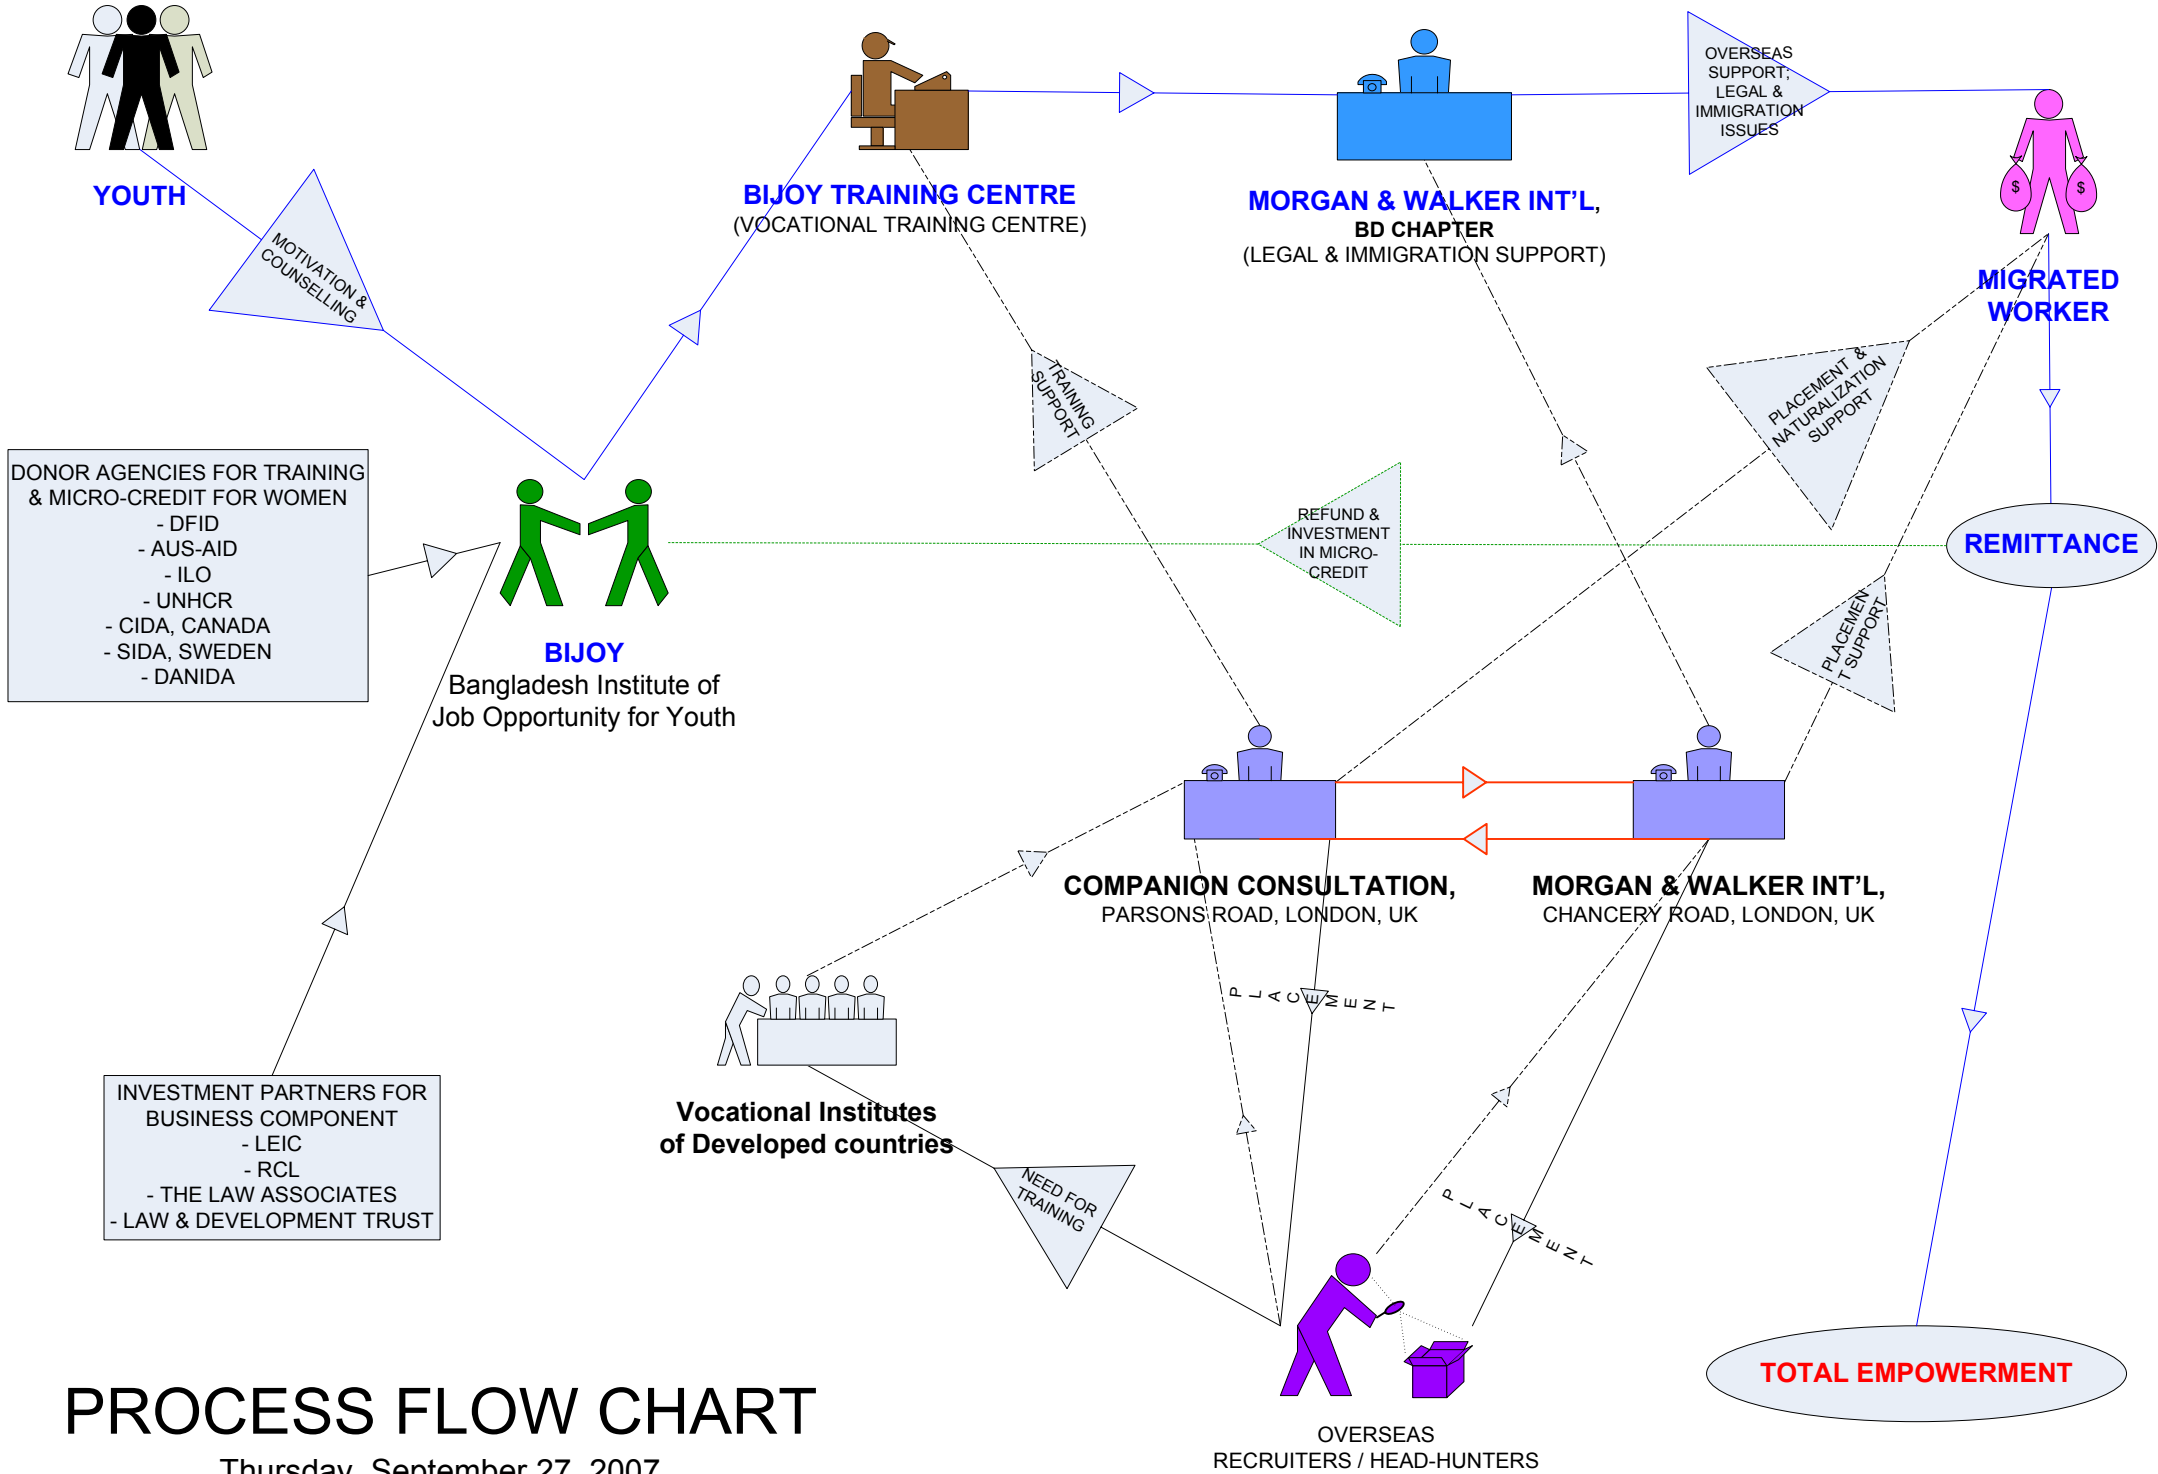 YOUTH
MOTIVATION &
COUNSELLING
BIJOY TRAINING CENTRE
(VOCATIONAL TRAINING CENTRE)
MORGAN & WALKER INT'L,
BD CHAPTER
(LEGAL & IMMIGRATION SUPPORT)
OVERSEAS
SUPPORT;
LEGAL &
IMMIGRATION
ISSUES
$ $
MIGRATED
WORKER
TRAINING
SUPPORT
PLACEMENT &
NATURALIZATION
SUPPORT
DONOR AGENCIES FOR TRAINING
& MICRO-CREDIT FOR WOMEN
- DFID
- AUS-AID
- ILO
- UNHCR
- CIDA, CANADA
- SIDA, SWEDEN
- DANIDA
REFUND &
INVESTMENT
IN MICRO-
CREDIT
REMITTANCE
PLACEMEN
T SUPPORT
BIJOY
Bangladesh Institute of
Job Opportunity for Youth
COMPANION CONSULTATION,
PARSONS ROAD, LONDON, UK
MORGAN & WALKER INT'L,
CHANCERY ROAD, LONDON, UK
PLACEMENT
Vocational Institutes
of Developed countries
INVESTMENT PARTNERS FOR
BUSINESS COMPONENT
- LEIC
- RCL
- THE LAW ASSOCIATES
- LAW & DEVELOPMENT TRUST
NEED FOR
TRAINING
PLACEMENT
TOTAL EMPOWERMENT
OVERSEAS
RECRUITERS / HEAD-HUNTERS
PROCESS FLOW CHART
Thursday, September 27, 2007